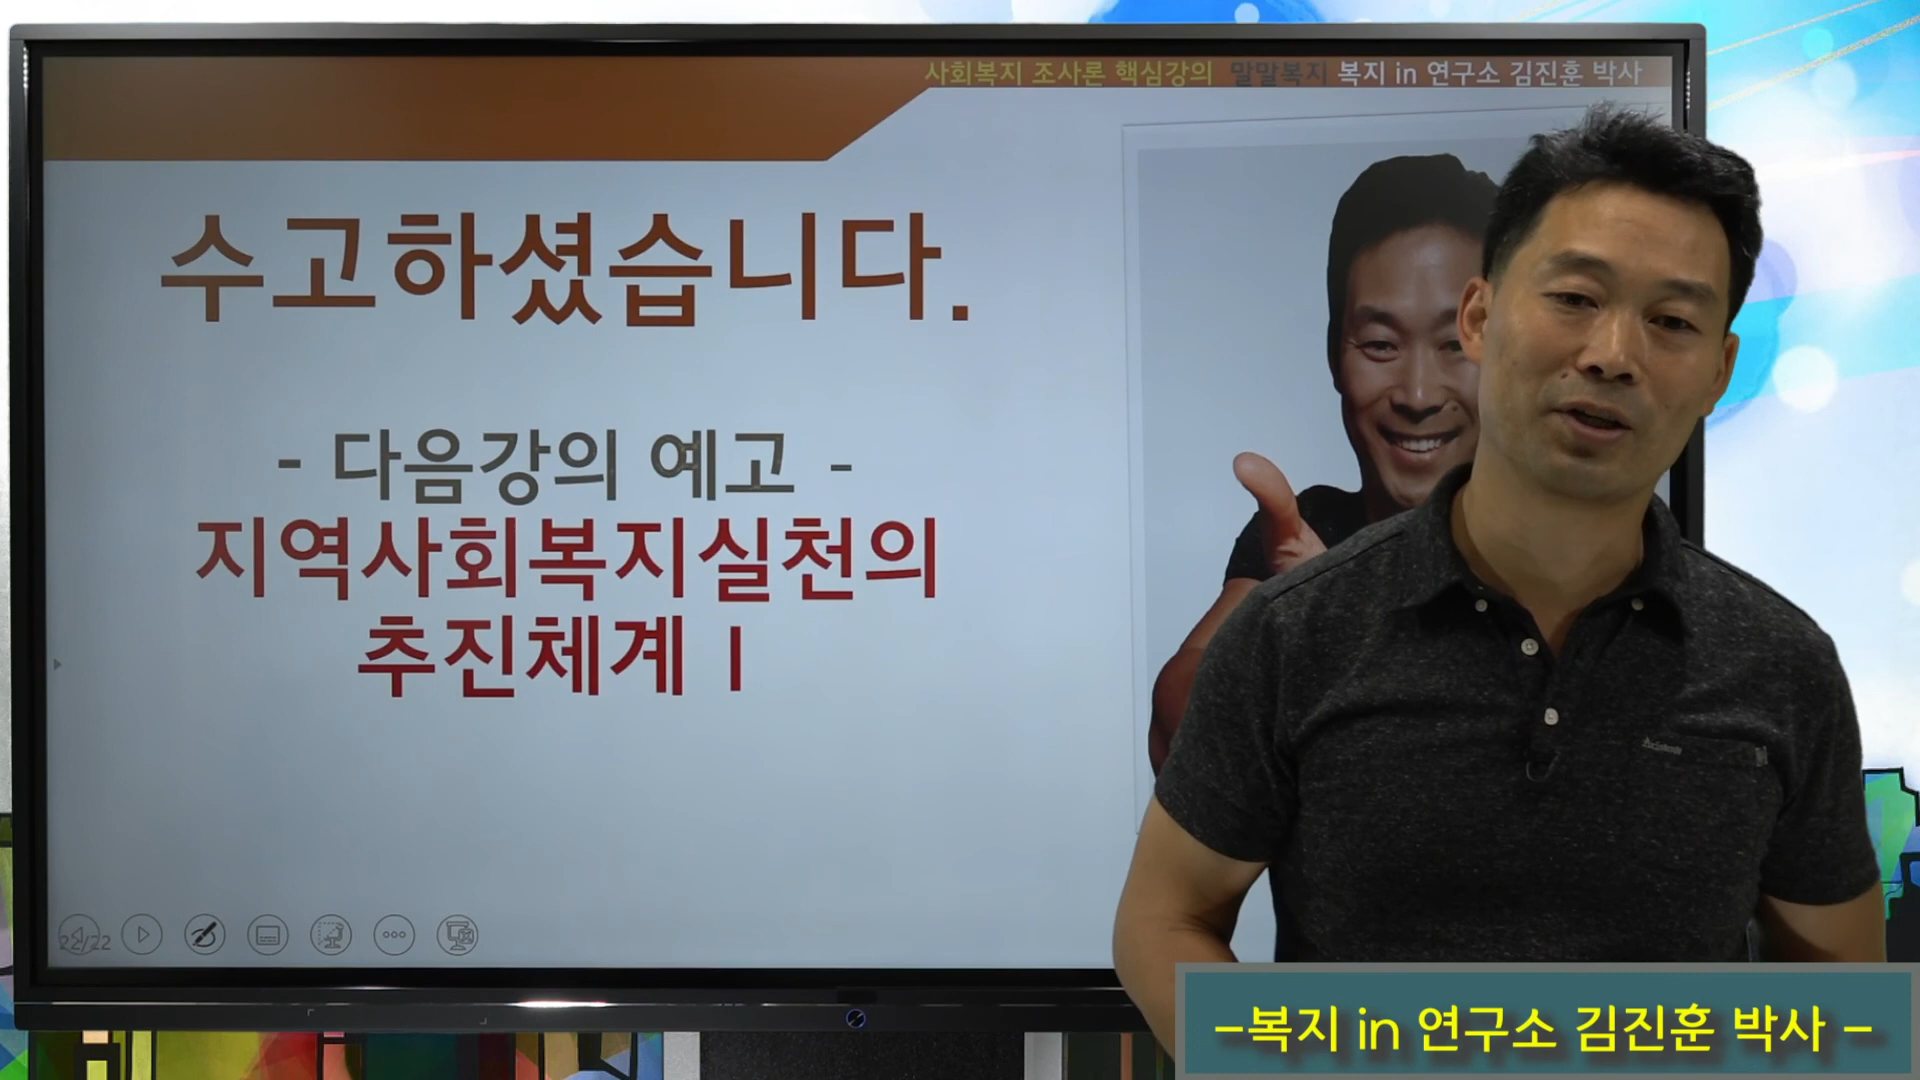 사회복지 조사론 핵심강의 말말복지 복지 in 연구소 김진훈 박사
수고하셨습니다.
- 다음강의 예고 -
지역사회복지실천의
추진체계 Ⅰ
22/22
-복지 in 연구소 김진훈 박사 -